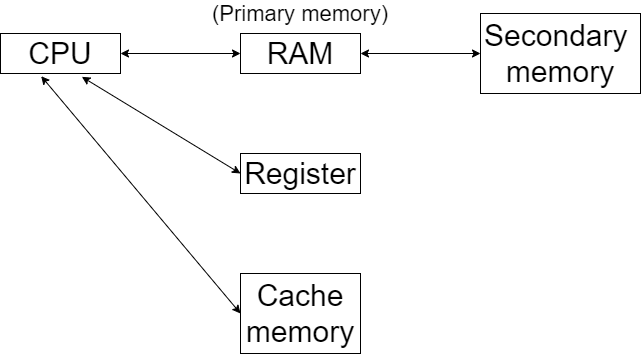 (Primary memory)
CPU
RAM
Secondary
memory
Register
Cache
memory